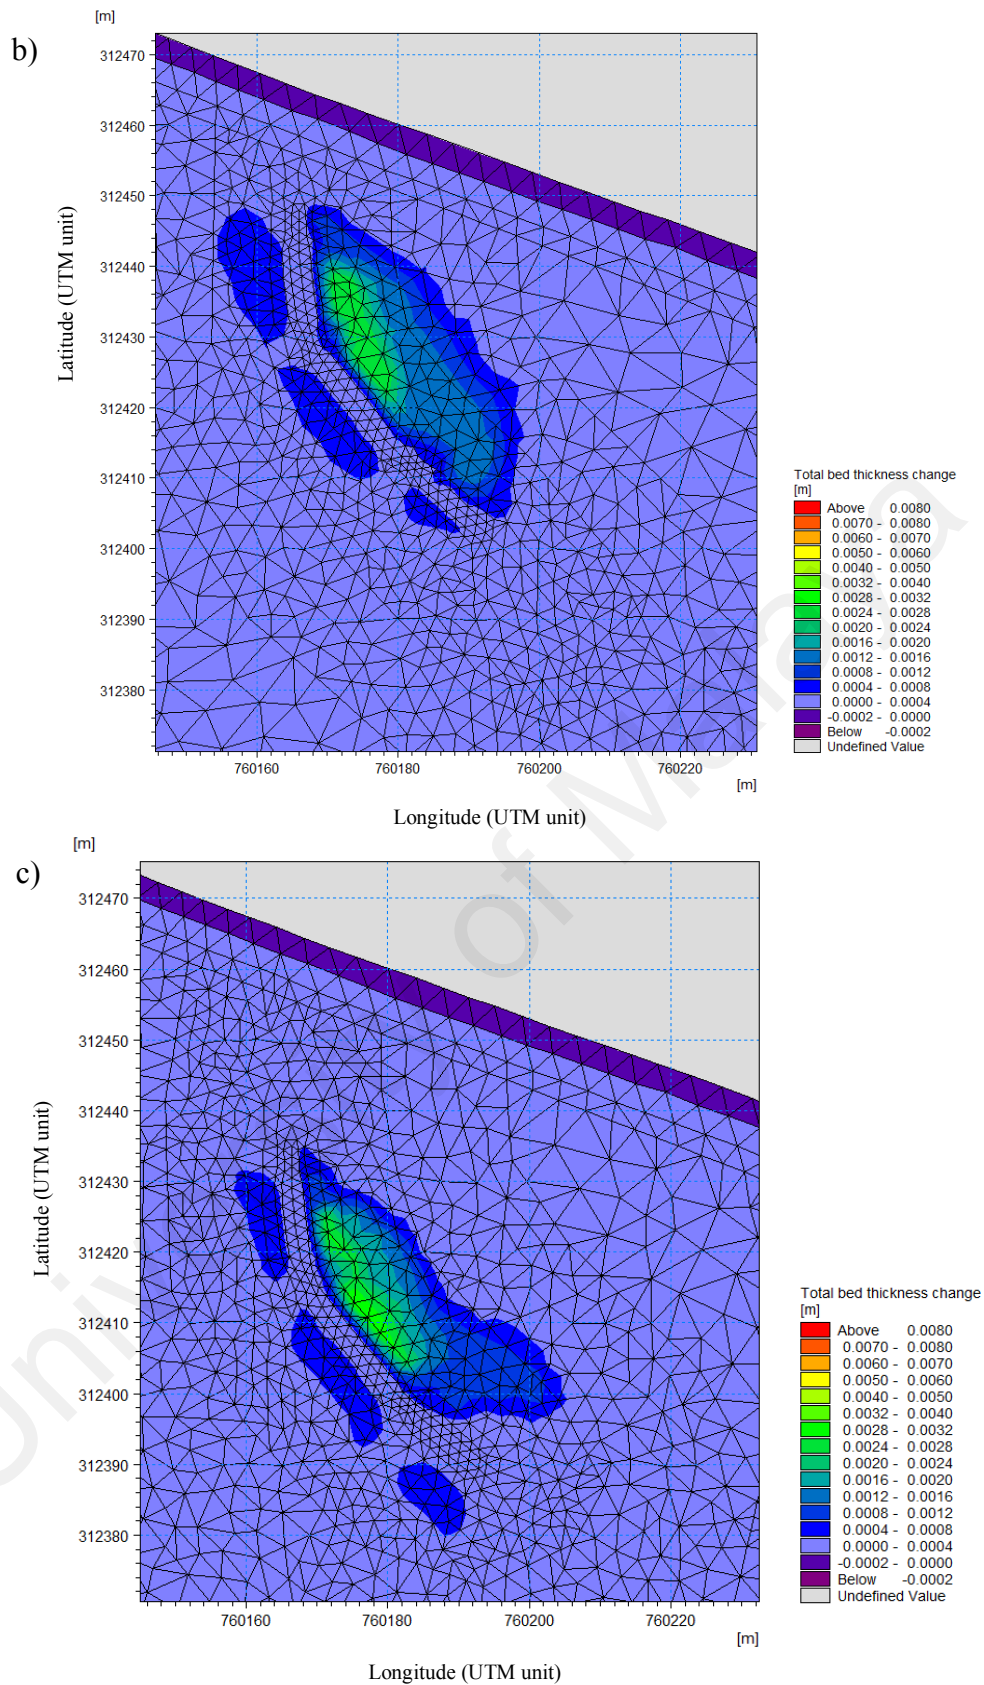 [m]
b)
312470
312460
312450
312440
312430
312420
312410
312400
312390
312380
Latitude (UTM unit)
760160 760180 760200 760220
[m]
Longitude (UTM unit)
Total bed thickness change
[m]
Above 0.0080
0.0070 - 0.0080
0.0060 - 0.0070
0.0050 - 0.0060
0.0040 - 0.0050
0.0032 - 0.0040
0.0028 - 0.0032
0.0024 - 0.0028
0.0020 - 0.0024
0.0016 - 0.0020
0.0012 - 0.0016
0.0008 - 0.0012
0.0004 - 0.0008
0.0000 - 0.0004
-0.0002 - 0.0000
Below -0.0002
Undefined Value
[m]
c)
312470
312460
312450
312440
312430
312420
312410
312400
312390
312380
Latitude (UTM unit)
760160 760180 760200 760220
[m]
Longitude (UTM unit)
Total bed thickness change
[m]
Above 0.0080
0.0070 - 0.0080
0.0060 - 0.0070
0.0050 - 0.0060
0.0040 - 0.0050
0.0032 - 0.0040
0.0028 - 0.0032
0.0024 - 0.0028
0.0020 - 0.0024
0.0016 - 0.0020
0.0012 - 0.0016
0.0008 - 0.0012
0.0004 - 0.0008
0.0000 - 0.0004
-0.0002 - 0.0000
Below -0.0002
Undefined Value
of Malaya